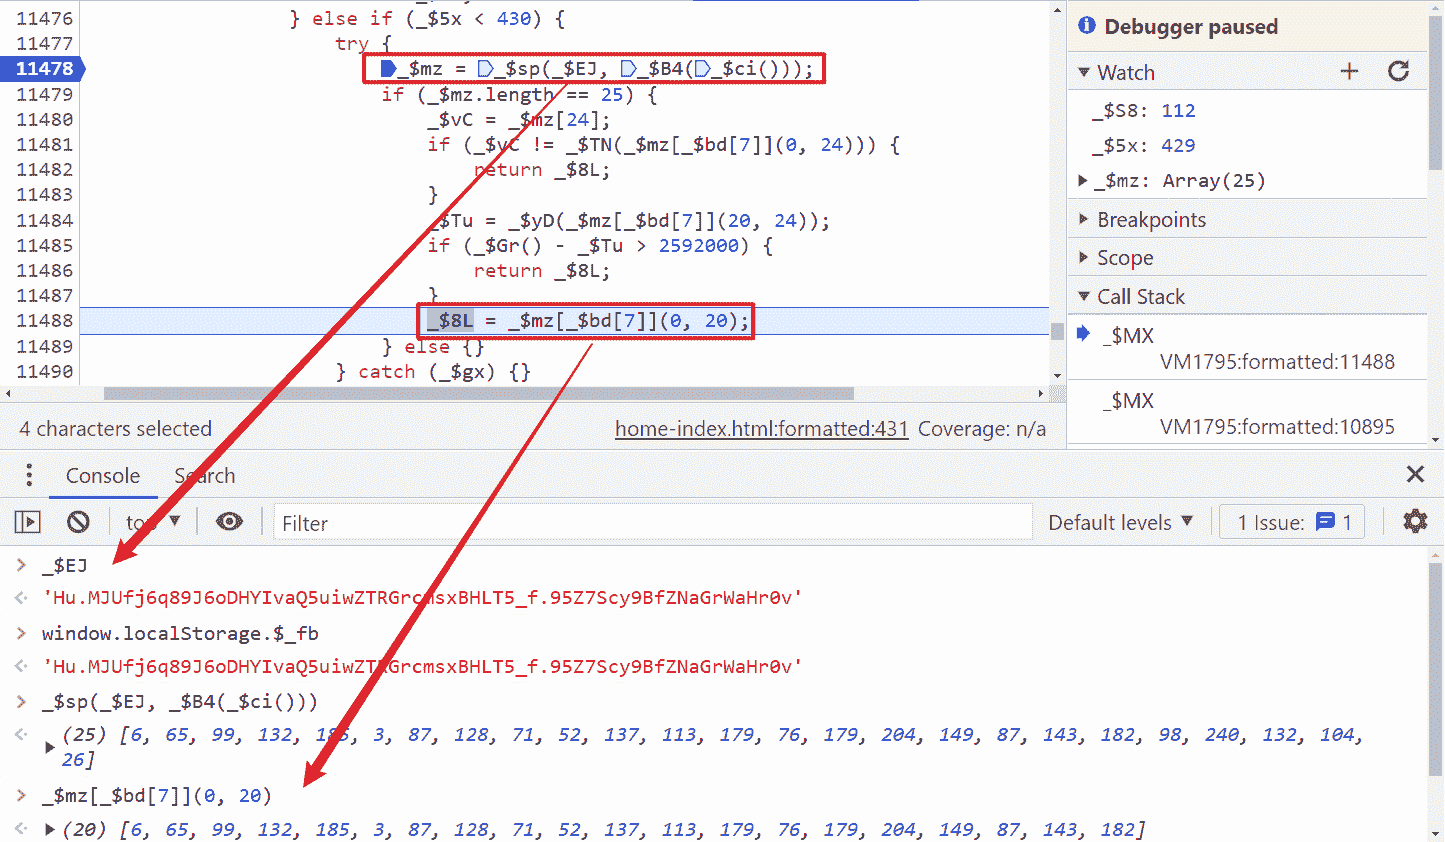 11476 } else if (_$5x < 430) {
11477 try {
11478 _$mz = _$sp(_$EJ, _$B4(_$ci()));
11479 if (_$mz.length == 25) {
11480 _$vC = _$mz[24];
11481 if (_$vC != _$TN(_$mz[_$bd[7]](0, 24))) {
11482 return _$8L;
11483 }
11484 _$Tu = _$yD(_$mz[_$bd[7]](20, 24));
11485 if (_$Gr() - _$Tu > 2592000) {
11486 return _$8L;
11487 }
11488 _$8L = _$mz[_$bd[7]](0, 20);
11489 } else {}
11490 } catch (_$gx) {}
4 characters selected home-index.html:formatted:431 Coverage: n/a
Debugger paused
Watch
_$S8: 112
_$5x: 429
_$mz: Array(25)
Breakpoints
Scope
Call Stack
_$MX
VM1795:formatted:11488
_$MX
VM1795:formatted:10895
Console Search
top Filter Default levels 1 Issue: 1
_$EJ
'Hu.MJUfj6q89J6oDHYIvaQ5uiwZTRGrcmsxBHLT5_f.95Z7Scy9BfZNaGrWaHr0v'
window.localStorage.$_fb
'Hu.MJUfj6q89J6oDHYIvaQ5uiwZTRGrcmsxBHLT5_f.95Z7Scy9BfZNaGrWaHr0v'
_$sp(_$EJ, _$B4(_$ci()))
(25) [6, 65, 99, 132, 185, 3, 87, 128, 71, 52, 137, 113, 179, 76, 179, 204, 149, 87, 143, 182, 98, 240, 132, 104,
26]
_$mz[_$bd[7]](0, 20)
(20) [6, 65, 99, 132, 185, 3, 87, 128, 71, 52, 137, 113, 179, 76, 179, 204, 149, 87, 143, 182]